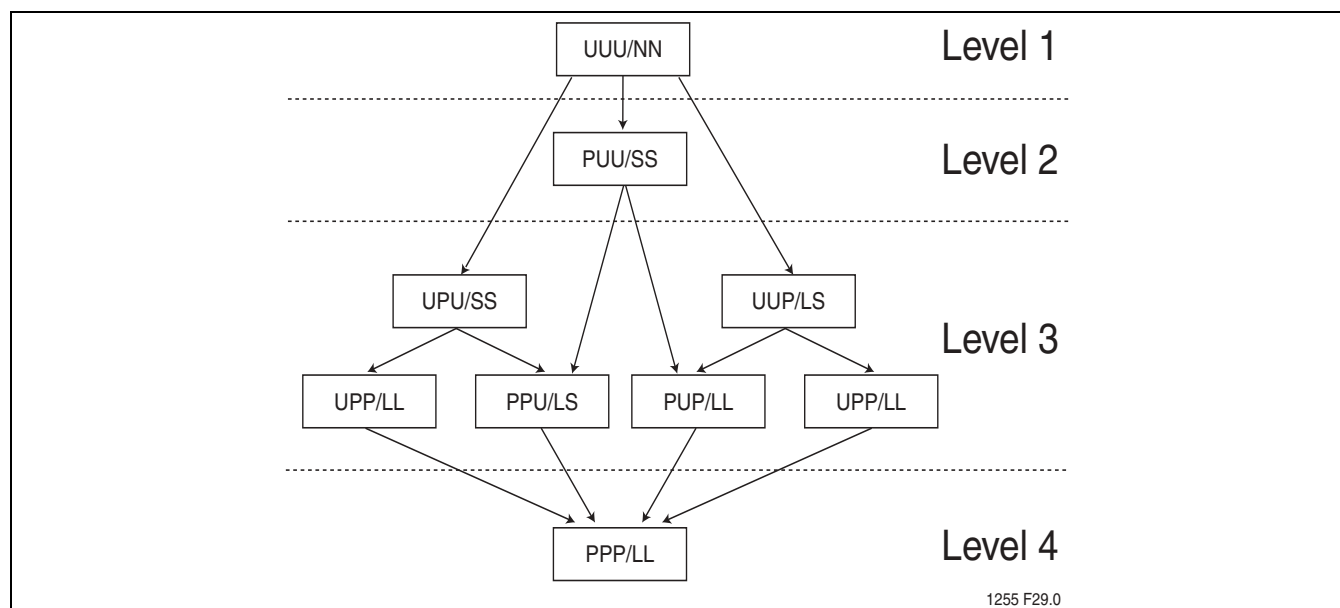 UUU/NN
Level 1
PUU/SS
Level 2
UPU/SS
UUP/LS
Level 3
UPP/LL
PPU/LS
PUP/LL
UPP/LL
PPP/LL
Level 4
1255 F29.0